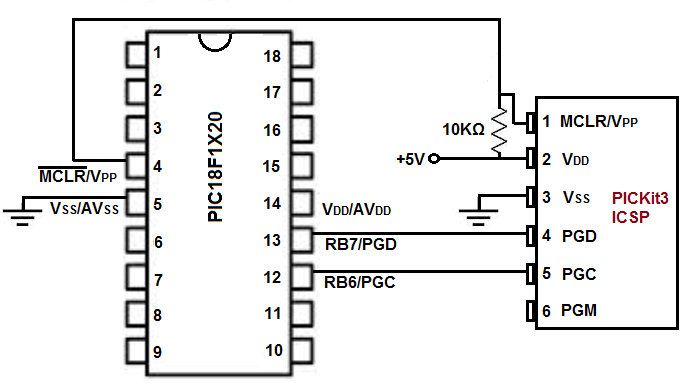 1
2
3
4
5
6
7
8
9
18
17
16
15
14
13
12
11
10
PIC18F1X20
MCLR/VPP
VSS/AVSS
VDD/AVDD
RB7/PGD
RB6/PGC
10KΩ
+5V
1 MCLR/VPP
2 VDD
3 VSS
4 PGD
5 PGC
6 PGM
PICKit3
ICSP